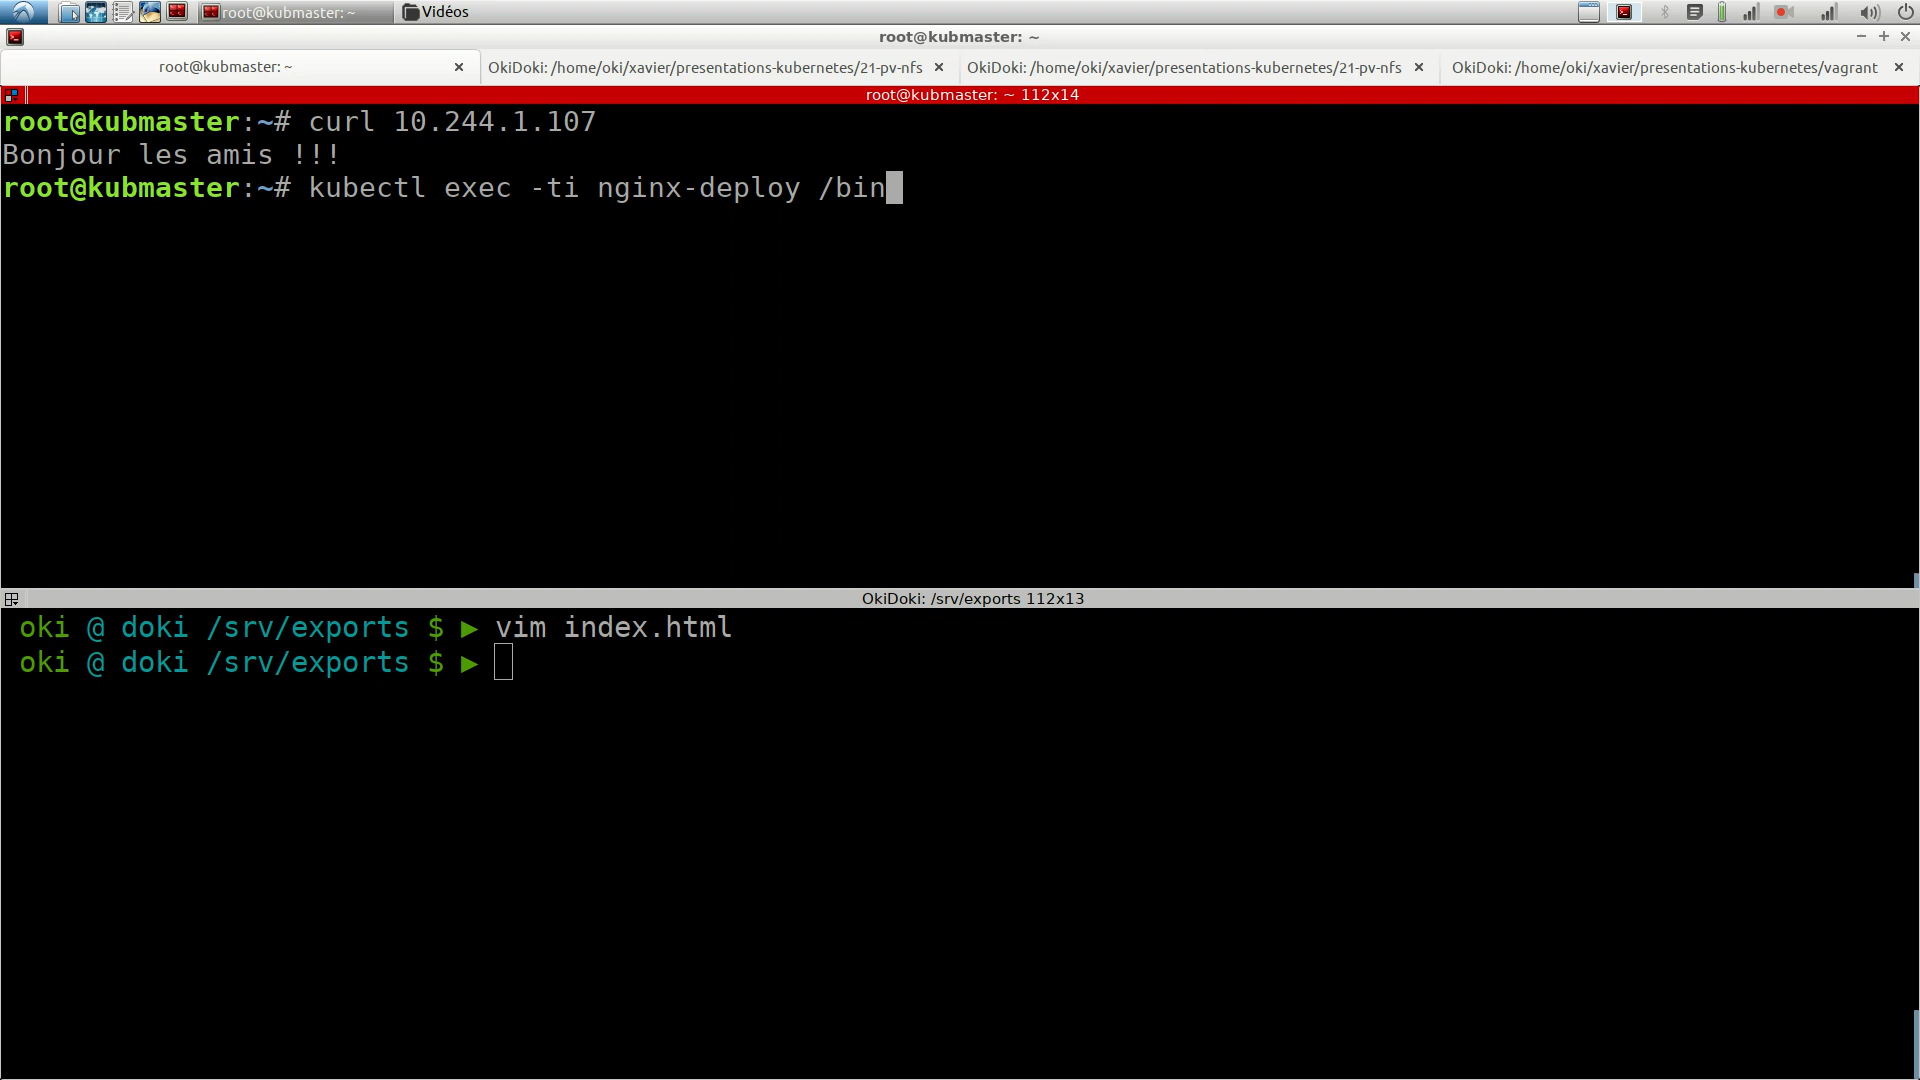 root@kubmaster: ~
Vidéos
root@kubmaster: ~
root@kubmaster: ~
OkiDoki: /home/oki/xavier/presentations-kubernetes/21-pv-nfs
OkiDoki: /home/oki/xavier/presentations-kubernetes/21-pv-nfs
OkiDoki: /home/oki/xavier/presentations-kubernetes/vagrant
root@kubmaster: ~ 112x14
root@kubmaster:~# curl 10.244.1.107
Bonjour les amis !!!
root@kubmaster:~# kubectl exec -ti nginx-deploy /bin
OkiDoki: /srv/exports 112x13
oki @ doki /srv/exports $ ► vim index.html
oki @ doki /srv/exports $ ►